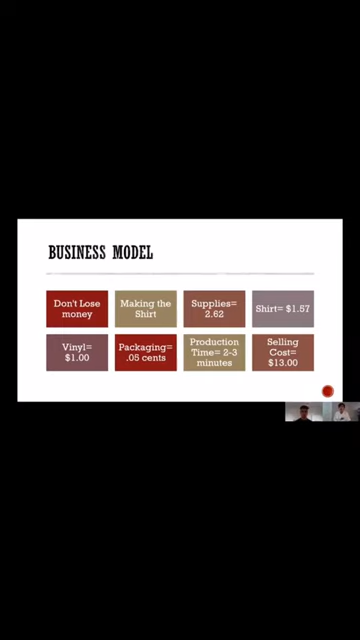 BUSINESS MODEL
Don't Lose
money
Making the
Shirt
Supplies=
2.62
Shirt= $1.57
Vinyl=
$1.00
Packaging=
.05 cents
Production
Time= 2-3
minutes
Selling
Cost=
$13.00